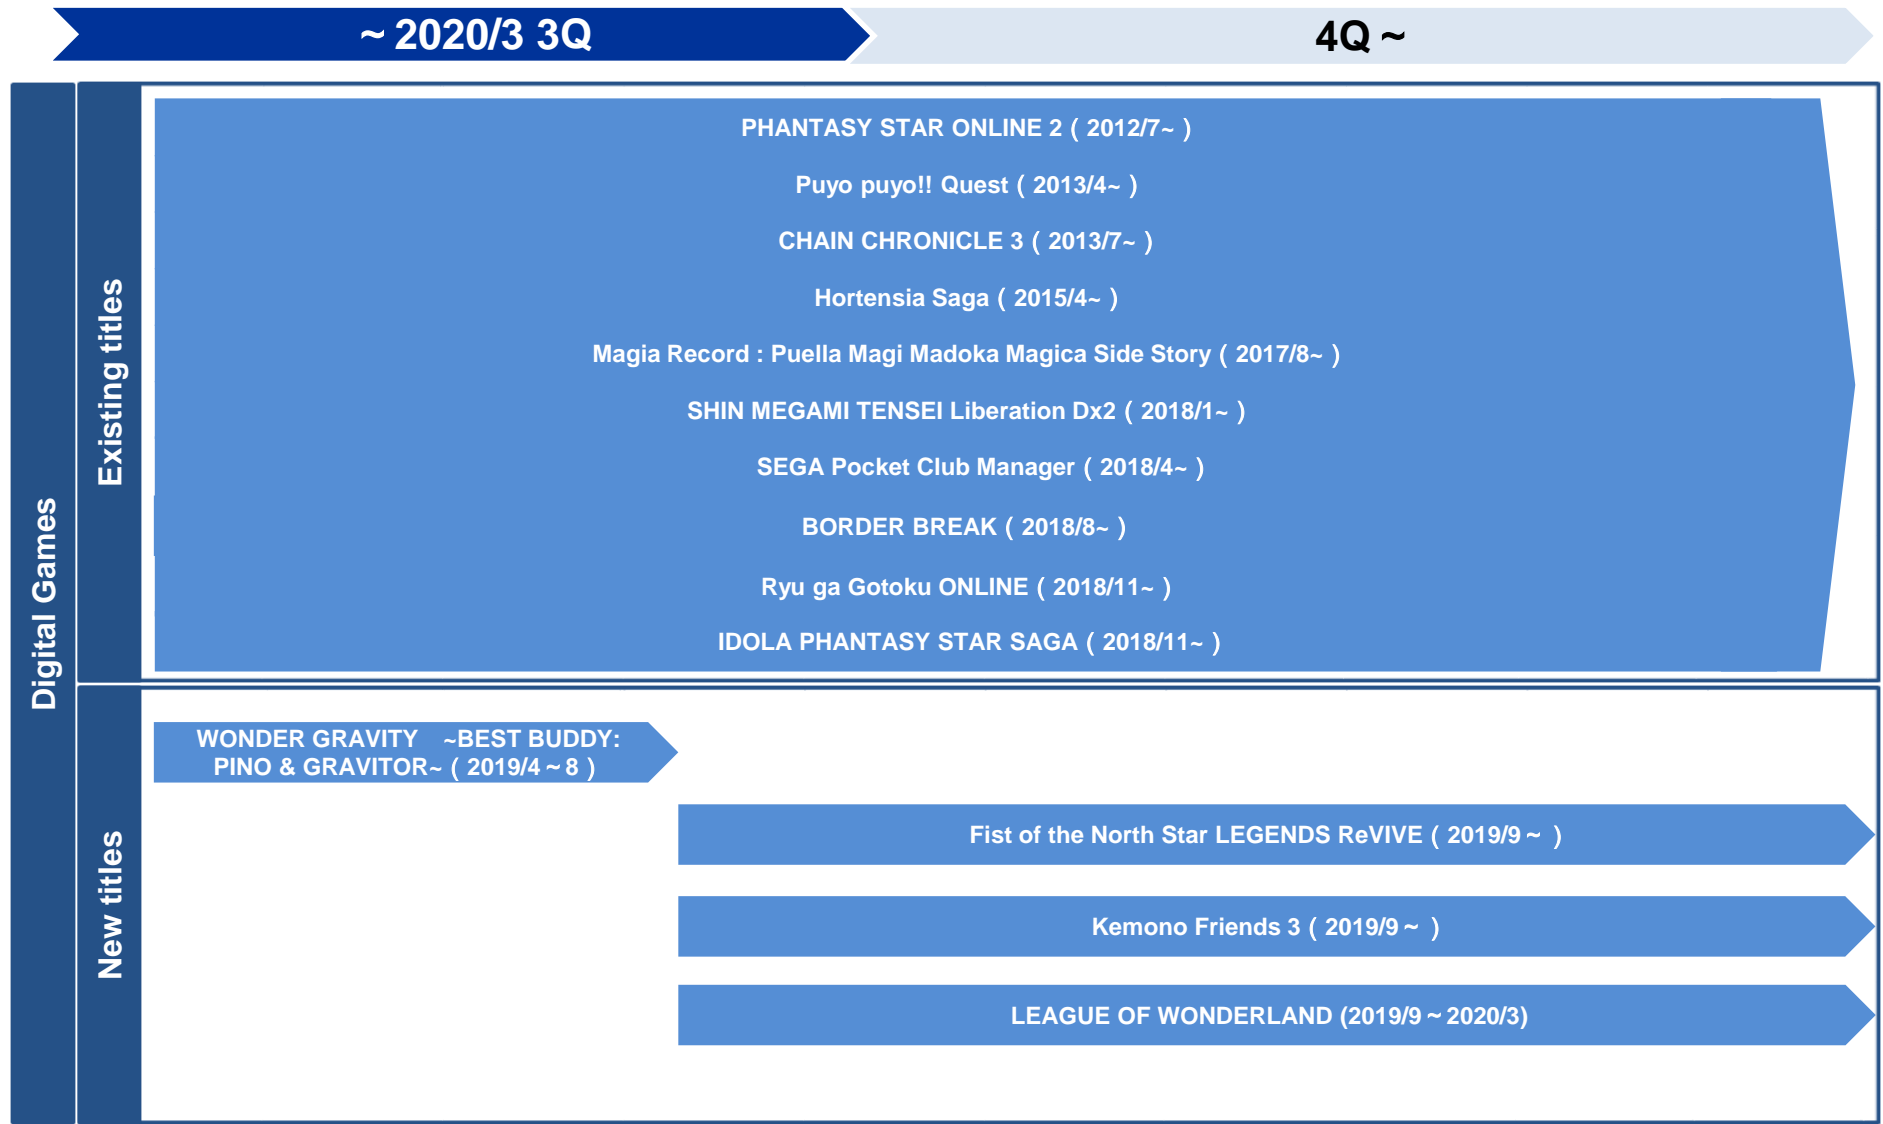 ~ 2020/3 3Q
4Q ~
Digital Games
Existing titles
PHANTASY STAR ONLINE 2 ( 2012/7~ )
Puyo puyo!! Quest ( 2013/4~ )
CHAIN CHRONICLE 3 ( 2013/7~ )
Hortensia Saga ( 2015/4~ )
Magia Record : Puella Magi Madoka Magica Side Story ( 2017/8~ )
SHIN MEGAMI TENSEI Liberation Dx2 ( 2018/1~ )
SEGA Pocket Club Manager ( 2018/4~ )
BORDER BREAK ( 2018/8~ )
Ryu ga Gotoku ONLINE ( 2018/11~ )
IDOLA PHANTASY STAR SAGA ( 2018/11~ )
New titles
WONDER GRAVITY ~BEST BUDDY:
PINO & GRAVITOR~ ( 2019/4 ~ 8 )
Fist of the North Star LEGENDS ReVIVE ( 2019/9 ~ )
Kemono Friends 3 ( 2019/9 ~ )
LEAGUE OF WONDERLAND (2019/9 ~ 2020/3)